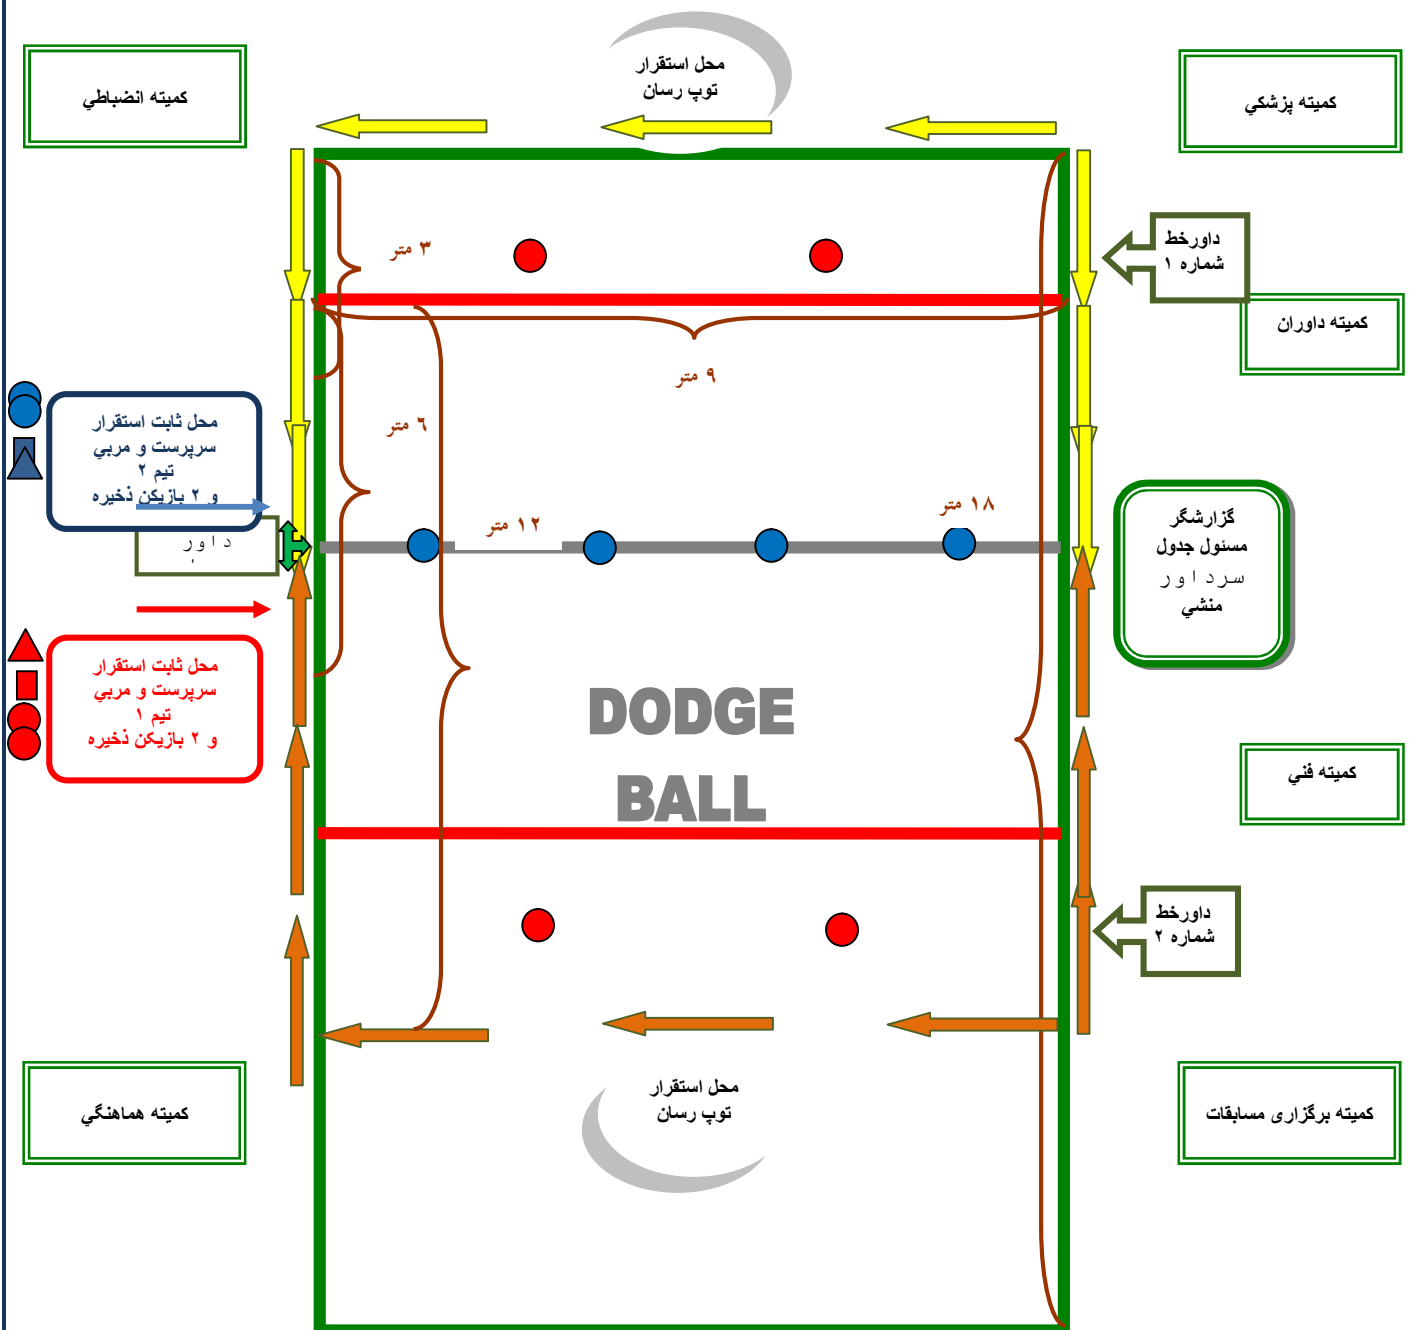 محل استقرار
توپ رسان
کمیته پزشکي
کمیته انضباطي
داورخط
شماره ۱
۳ متر
کمیته داوران
۹ متر
۶ متر
محل ثابت استقرار
سرپرست و مربي
تیم ۲
و ۲ بازیکن ذخیره
۱۸ متر
۱۲ متر
داور
گزارشگر
مسئول جدول
سرداور
منشي
محل ثابت استقرار
سرپرست و مربي
تیم ۱
و ۲ بازیکن ذخیره
DODGE
BALL
کمیته فني
داورخط
شماره ۲
محل استقرار
توپ رسان
کمیته برگزاری مسابقات
کمیته هماهنگي